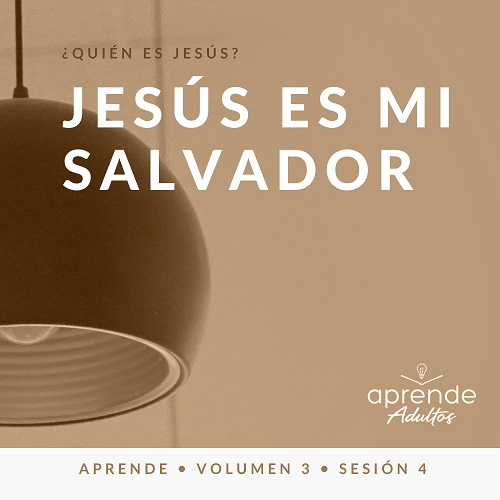 ¿QUIÉN ES JESÚS?
JESÚS ES MI
SALVADOR
aprende
Adultos
APRENDE • VOLUMEN 3 • SESIÓN 4